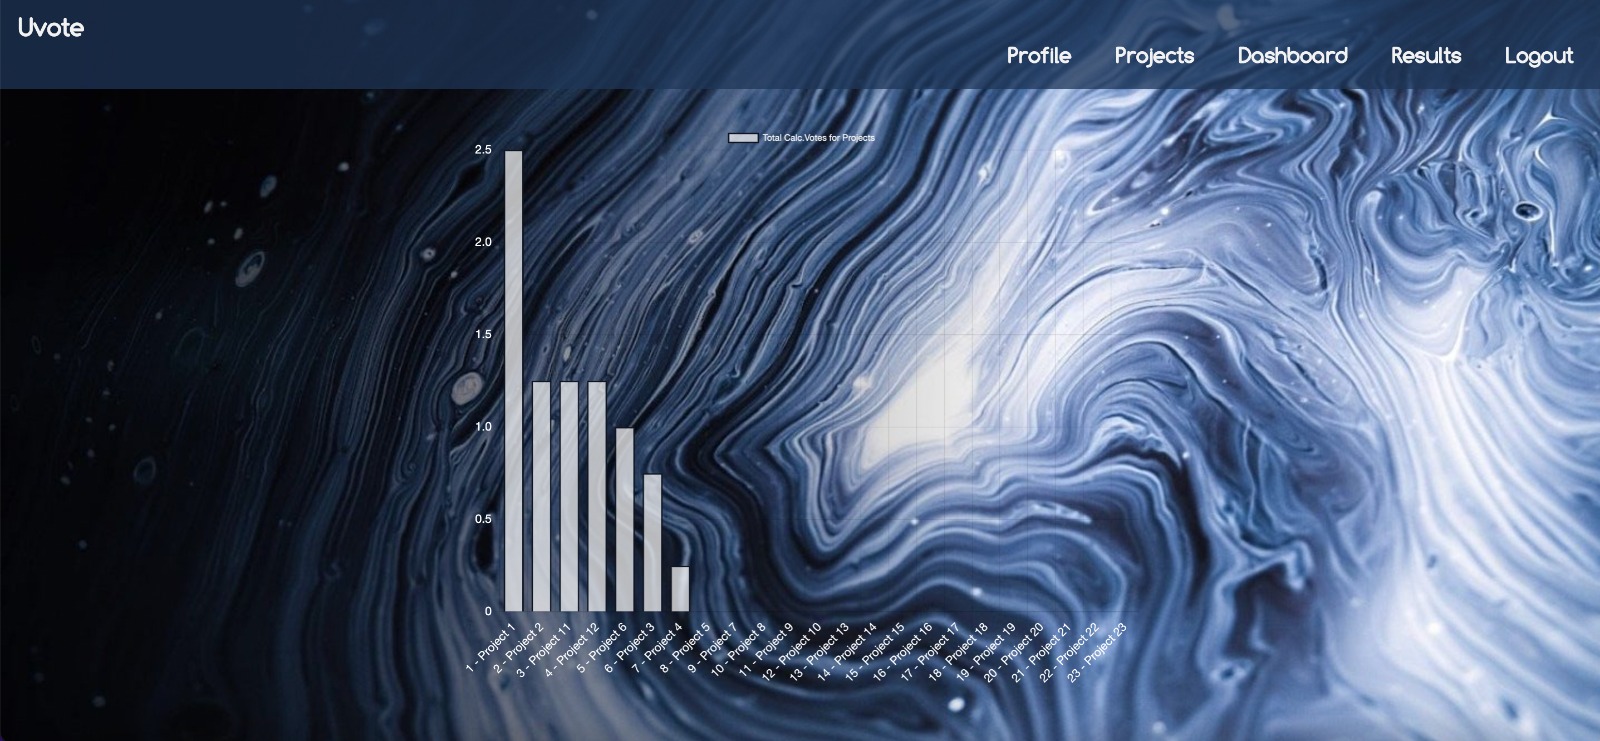 Uvote
Profile
Projects
Dashboard
Results
Logout
Total Calc.Votes for Projects
2.5
2.0
1.5
1.0
0.5
0
1 - Project 1
2 - Project 2
3 - Project 11
4 - Project 12
5 - Project 6
6 - Project 3
7 - Project 4
8 - Project 5
9 - Project 7
10 - Project 8
11 - Project 9
12 - Project 10
13 - Project 13
14 - Project 14
15 - Project 15
16 - Project 16
17 - Project 17
18 - Project 18
19 - Project 19
20 - Project 20
21 - Project 21
22 - Project 22
23 - Project 23